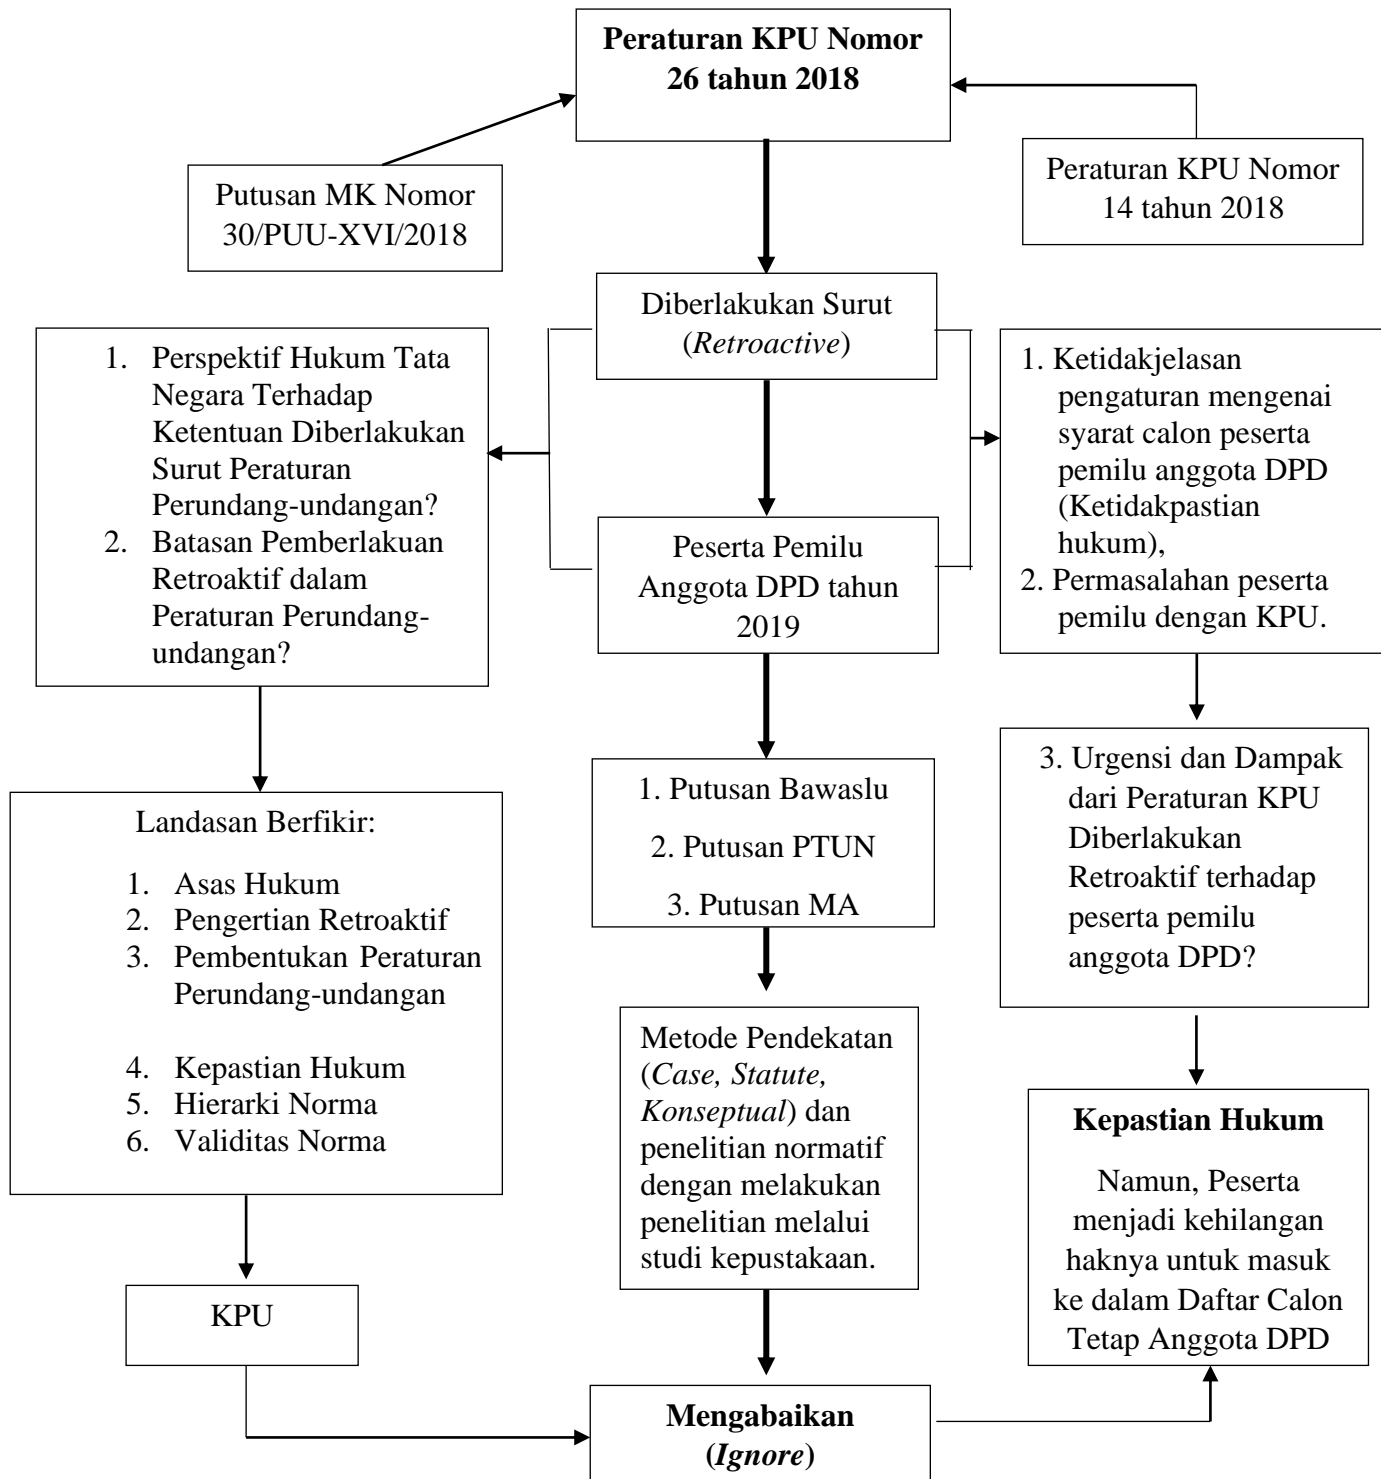 Peraturan KPU Nomor
26 tahun 2018
Putusan MK Nomor
30/PUU-XVI/2018
Peraturan KPU Nomor
14 tahun 2018
Diberlakukan Surut
(Retroactive)
1. Perspektif Hukum Tata
Negara Terhadap
Ketentuan Diberlakukan
Surut Peraturan
Perundang-undangan?
2. Batasan Pemberlakuan
Retroaktif dalam
Peraturan Perundang-
undangan?
Peserta Pemilu
Anggota DPD tahun
2019
1. Ketidakjelasan
pengaturan mengenai
syarat calon peserta
pemilu anggota DPD
(Ketidakpastian
hukum),
2. Permasalahan peserta
pemilu dengan KPU.
Landasan Berfikir:
1. Asas Hukum
2. Pengertian Retroaktif
3. Pembentukan Peraturan
Perundang-undangan
4. Kepastian Hukum
5. Hierarki Norma
6. Validitas Norma
1. Putusan Bawaslu
2. Putusan PTUN
3. Putusan MA
3. Urgensi dan Dampak
dari Peraturan KPU
Diberlakukan
Retroaktif terhadap
peserta pemilu
anggota DPD?
Metode Pendekatan
(Case, Statute,
Konseptual) dan
penelitian normatif
dengan melakukan
penelitian melalui
studi kepustakaan.
Kepastian Hukum
Namun, Peserta
menjadi kehilangan
haknya untuk masuk
ke dalam Daftar Calon
Tetap Anggota DPD
KPU
Mengabaikan
(Ignore)